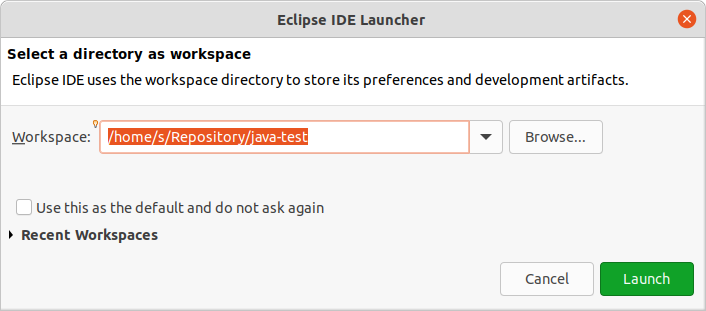 Eclipse IDE Launcher
Select a directory as workspace
Eclipse IDE uses the workspace directory to store its preferences and development artifacts.
Workspace: /home/s/Repository/java-test Browse...
Use this as the default and do not ask again
Recent Workspaces
Cancel Launch